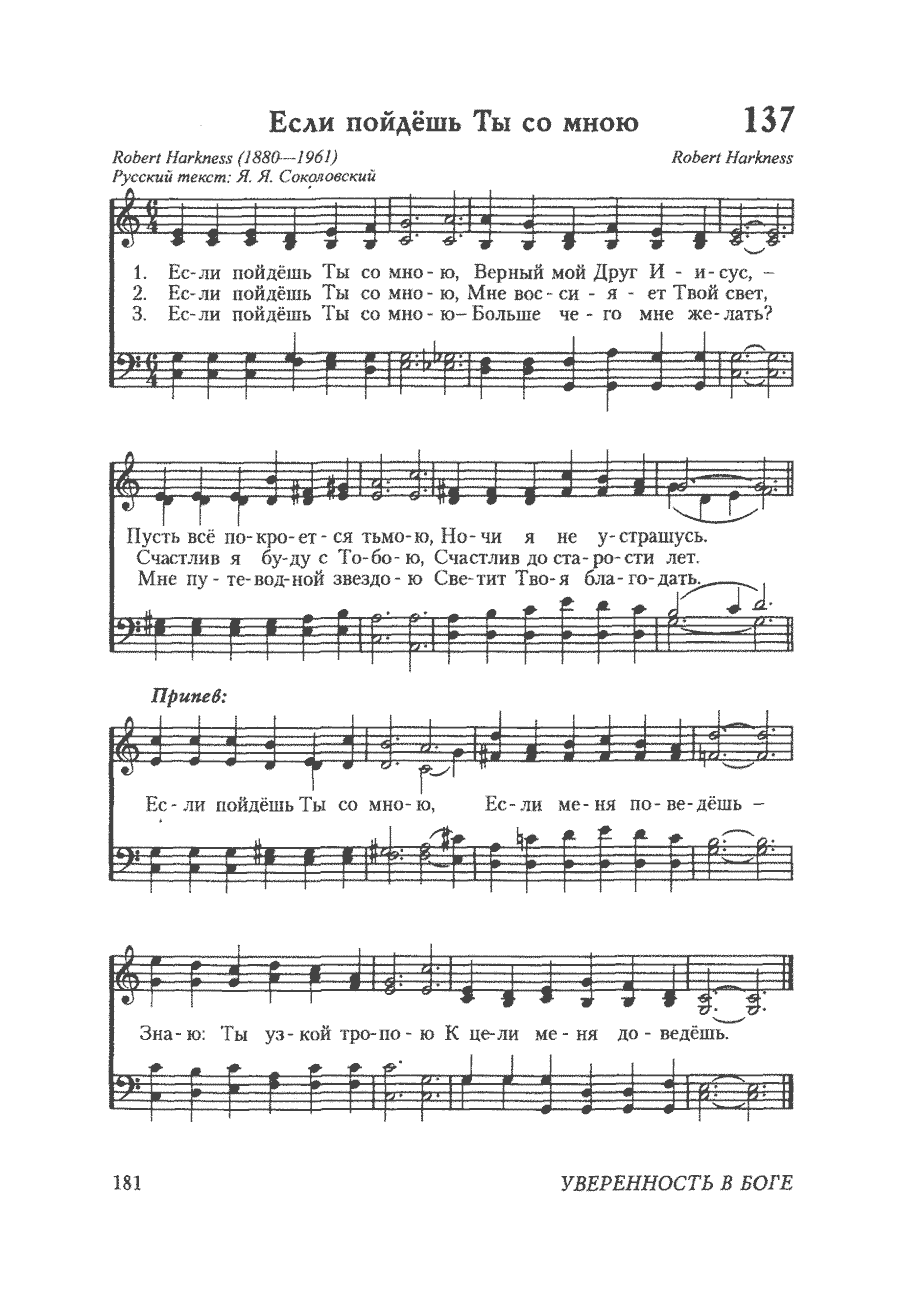 Если пойдёшь Ты со мною 137
Robert Harkness (1880—1961) Robert Harkness
Русский текст: Я. Я. Соколовский
1. Ес-ли пойдёшь Ты со мно-ю, Верный мой Друг И - и-сус, –
2. Ес-ли пойдёшь Ты со мно-ю, Мне вос-си - я - ет Твой свет,
3. Ес-ли пойдёшь Ты со мно-ю– Больше че - го мне же-лать?
Пусть всё по-кро-ет-ся тьмо-ю, Но-чи я не у-страшусь.
Счастлив я бу-ду с То-бо-ю, Счастлив до ста-ро-сти лет.
Мне пу - те-вод-ной звездо-ю Све-тит Тво-я бла-го-дать.
Припев:
Ес-ли пойдёшь Ты со мно-ю, Ес-ли ме-ня по-ве-дёшь –
Зна-ю: Ты уз-кой тро-по-ю К це-ли ме-ня до-ведёшь.
181 УВЕРЕННОСТЬ В БОГЕ